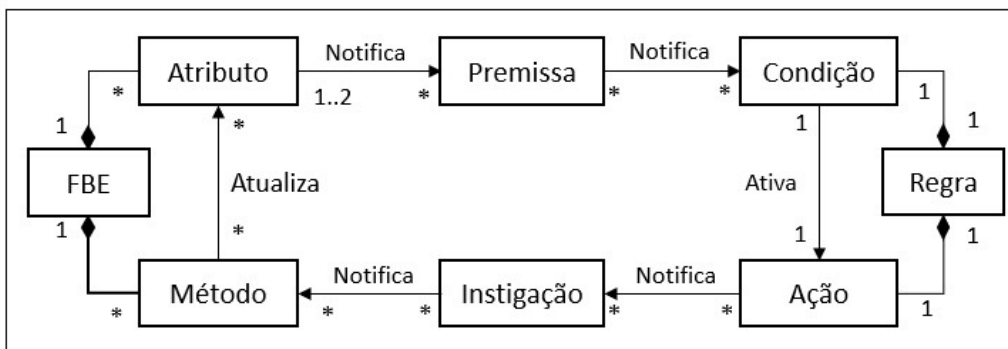 Atributo
Notifica
Premissa
Notifica
Condição
*
1..2
*
*
*
1
1
1
1
*
FBE
Atualiza
Ativa
Regra
1
*
1
1
Método
Notifica
Instigação
Notifica
Ação
*
*
*
*
*
1